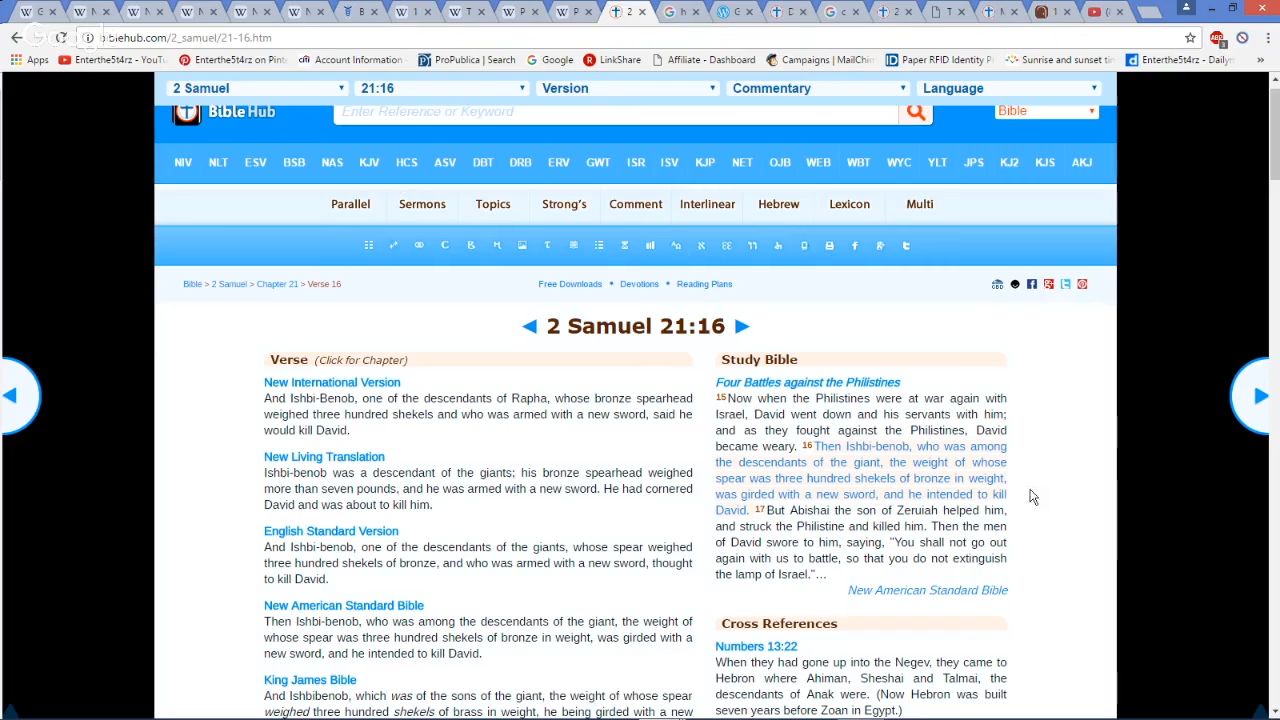 biblehub.com/2_samuel/21-16.htm
Apps Enterthe5t4rz - YouTu Enterthe5t4rz on Pint Account Information ProPublica | Search Google LinkShare Affiliate - Dashboard Campaigns | MailChim Paper RFID Identity P Sunrise and sunset tim Enterthe5t4rz - Dailym
2 Samuel 21:16 Version Commentary Language
Bible Hub Enter Reference or Keyword Bible
NIV NLT ESV BSB NAS KJV HCS ASV DBT DRB ERV GWT ISR ISV KJP NET OJB WEB WBT WYC YLT JPS KJ2 KJS AKJ
Parallel Sermons Topics Strong's Comment Interlinear Hebrew Lexicon Multi
Bible > 2 Samuel > Chapter 21 > Verse 16 Free Downloads • Devotions • Reading Plans
2 Samuel 21:16
Verse (Click for Chapter)
New International Version
And Ishbi-Benob, one of the descendants of Rapha, whose bronze spearhead
weighed three hundred shekels and who was armed with a new sword, said he
would kill David.
New Living Translation
Ishbi-benob was a descendant of the giants; his bronze spearhead weighed
more than seven pounds, and he was armed with a new sword. He had cornered
David and was about to kill him.
English Standard Version
And Ishbi-benob, one of the descendants of the giants, whose spear weighed
three hundred shekels of bronze, and who was armed with a new sword, thought
to kill David.
New American Standard Bible
Then Ishbi-benob, who was among the descendants of the giant, the weight of
whose spear was three hundred shekels of bronze in weight, was girded with a
new sword, and he intended to kill David.
King James Bible
And Ishbibenob, which was of the sons of the giant, the weight of whose spear
weighed three hundred shekels of brass in weight, he being girded with a new
Study Bible
Four Battles against the Philistines
15Now when the Philistines were at war again with
Israel, David went down and his servants with him;
and as they fought against the Philistines, David
became weary. 16Then Ishbi-benob, who was among
the descendants of the giant, the weight of whose
spear was three hundred shekels of bronze in weight,
was girded with a new sword, and he intended to kill
David. 17But Abishai the son of Zeruiah helped him,
and struck the Philistine and killed him. Then the men
of David swore to him, saying, "You shall not go out
again with us to battle, so that you do not extinguish
the lamp of Israel."…
New American Standard Bible
Cross References
Numbers 13:22
When they had gone up into the Negev, they came to
Hebron where Ahiman, Sheshai and Talmai, the
descendants of Anak were. (Now Hebron was built
seven years before Zoan in Egypt.)